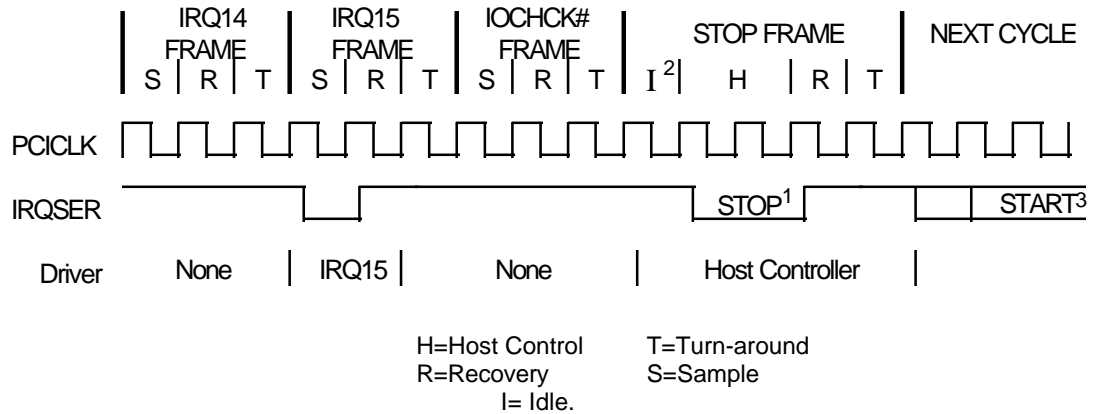 IRQ14 FRAME IRQ15 FRAME IOCHCK# FRAME STOP FRAME NEXT CYCLE
S R T S R T S R T I 2 H R T
PCICLK
IRQSER STOP1 START3
Driver None IRQ15 None Host Controller
H=Host Control T=Turn-around
R=Recovery S=Sample
I= Idle.